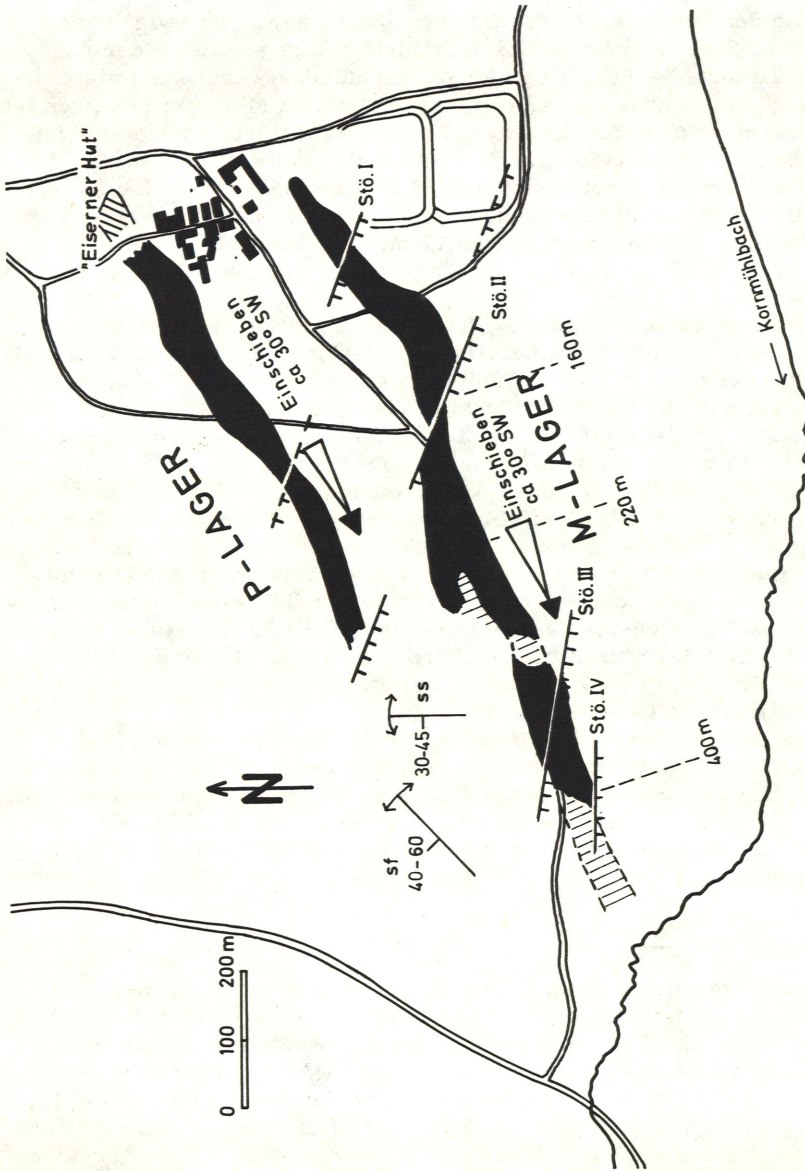 "Eiserner Hut"
P-LAGER
Einschieben
ca 30° SW
Stö. I
Stö. II
160 m
M-LAGER
Einschieben
ca 30° SW
220 m
Stö. III
Stö. IV
400 m
N
30-45
ss
sf
40-60
0 100 200 m
Kornmühlbach